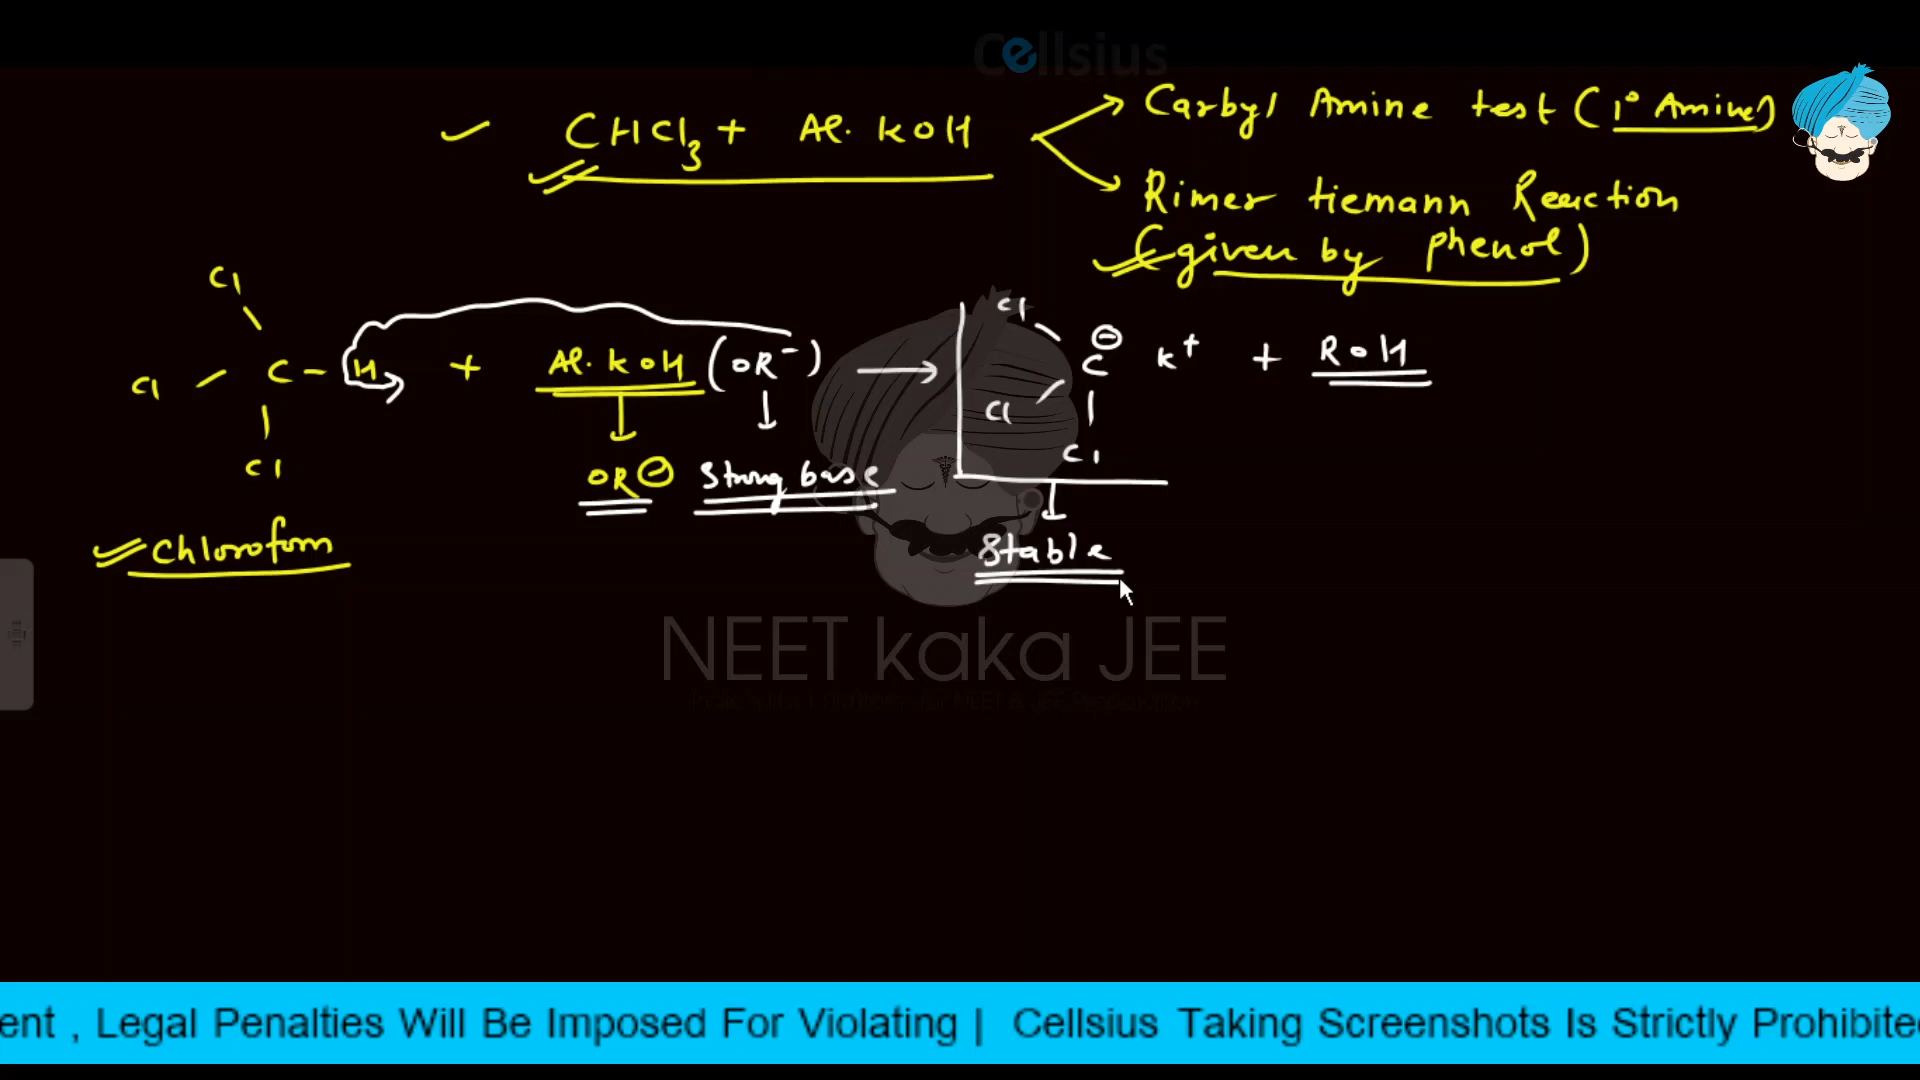 Cellsius
CHCl3 + Al. KOH
Carbyl Amine test (1° Amine)
Rimer tiemann Reaction
(given by phenol)
Cl
Cl - C - H + Al. KOH (OR⁻) → Cl C⊖ K⁺ + ROH
Cl
Cl
Cl
OR⊖ Strong base
Chloroform
Stable
NEET kaka JEE
ent , Legal Penalties Will Be Imposed For Violating | Cellsius Taking Screenshots Is Strictly Prohibite